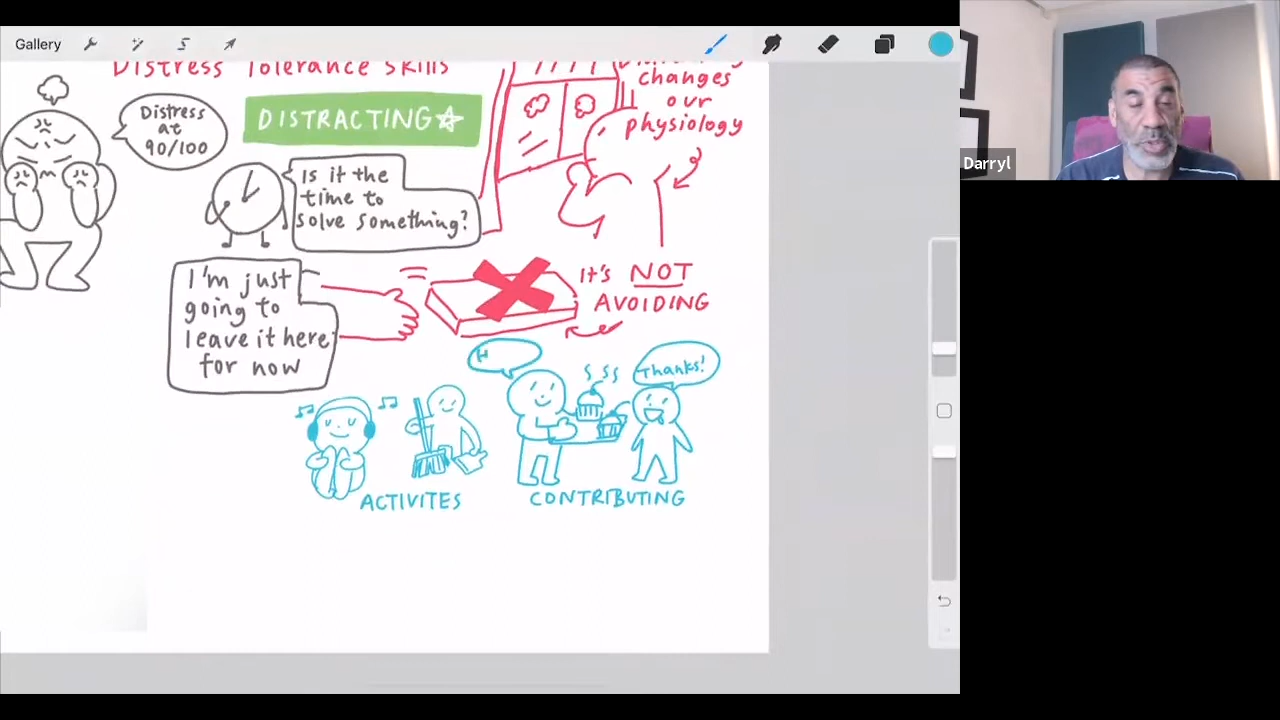 Gallery
Distress Tolerance Skills
changes
our
physiology
Distress
at
90/100
DISTRACTING
Is it the
time to
solve something?
I'm just
going to
leave it here
for now
It's NOT
AVOIDING
H
Thanks!
ACTIVITES
CONTRIBUTING
Darryl